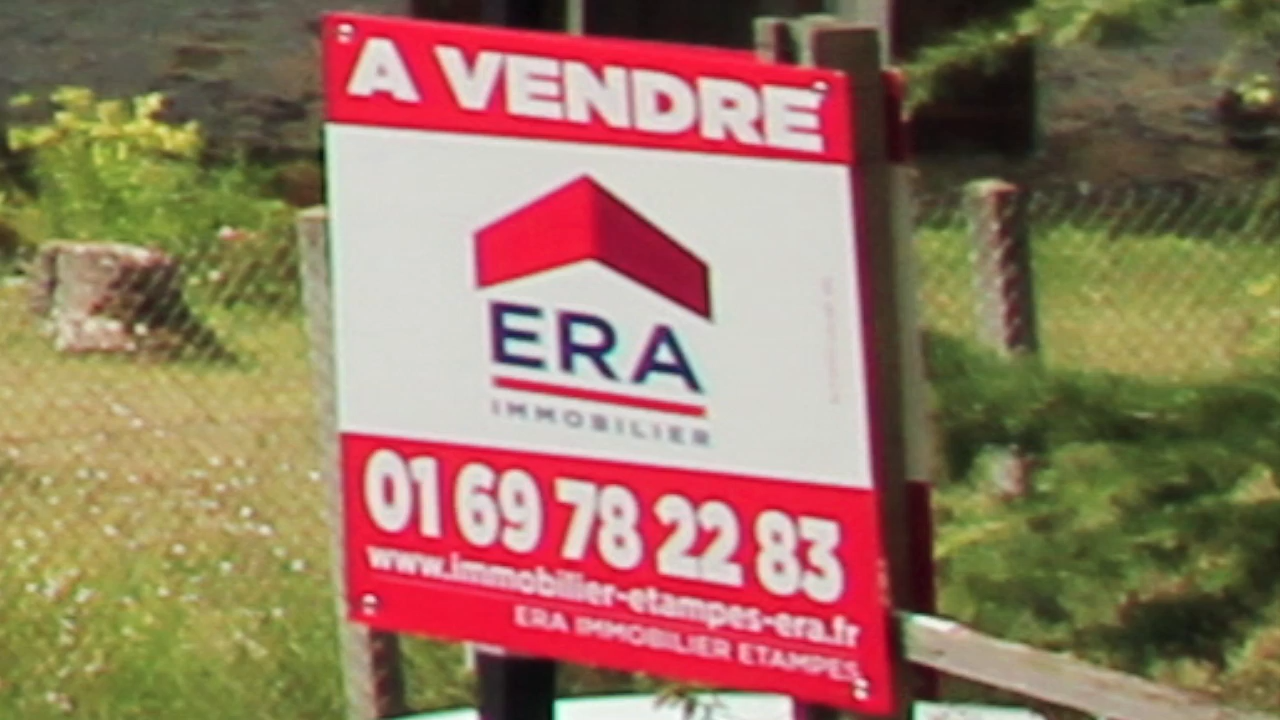 A VENDRE
ERA
IMMOBILIER
01 69 78 22 83
www.immobilier-etampes-era.fr
ERA IMMOBILIER ETAMPES